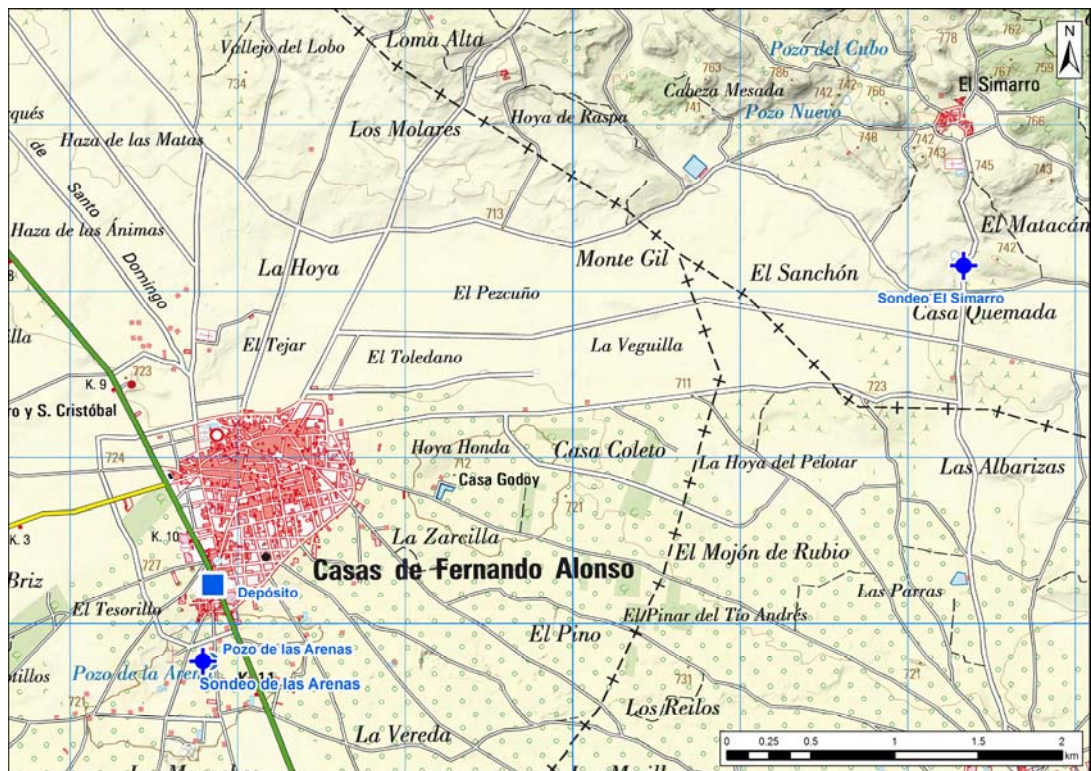 Vallejo del Lobo
Loma Alta
Pozo del Cubo
778
762
N
734
763
786
742
767
759
El Simarro
Cabeza Mesada
742
766
741
Hoya de Raspa
Pozo Nuevo
Los Molares
Haza de las Matas
748
742
743
745
766
743
de
Santo
Domingo
Haza de las Ánimas
713
El Matacán
742
Monte Gil
La Hoya
El Sanchón
El Pezcuño
Sondeo El Simarro
Casa Quemada
El Tejar
El Toledano
La Veguilla
K. 9
723
711
723
ro y S. Cristóbal
724
Hoya Honda
712
Casa Coleto
La Hoya del Pelotar
Las Albarizas
Casa Godoy
721
K. 3
K. 10
La Zarcilla
El Mojón de Rubio
727
Casas de Fernando Alonso
Briz
Depósito
Las Parras
El Tesorillo
El Pinar del Tío Andrés
El Pino
Pozo de las Arenas
Sondeo de las Arenas
721
731
721
Los Reilos
La Vereda
0 0.25 0.5 1 1.5 2
km